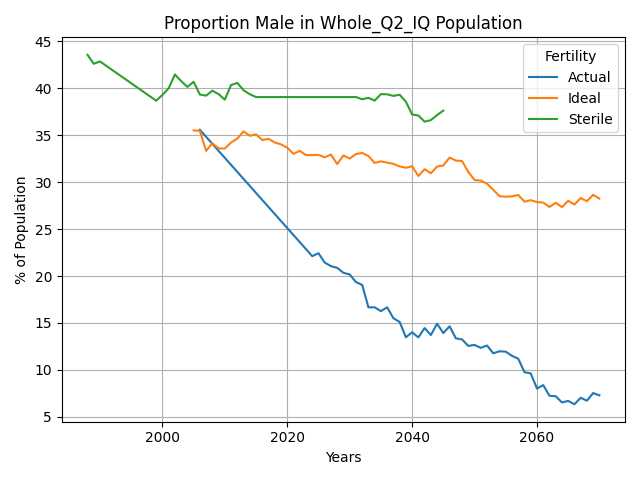 Proportion Male in Whole_Q2_IQ Population
45
40
35
30
25
20
15
10
5
% of Population
Fertility
Actual
Ideal
Sterile
2000
2020
2040
2060
Years